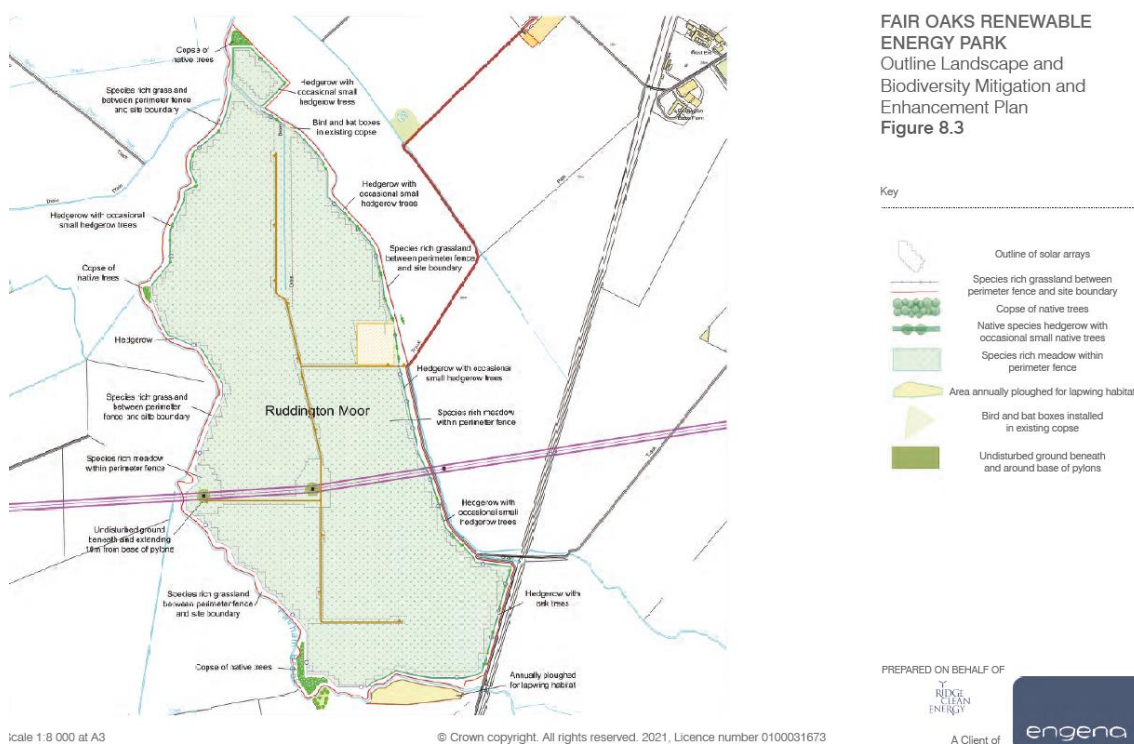 FAIR OAKS RENEWABLE
ENERGY PARK
Outline Landscape and
Biodiversity Mitigation and
Enhancement Plan
Figure 8.3
Key
Outline of solar arrays
Species rich grassland between
perimeter fence and site boundary
Copse of native trees
Native species hedgerow with
occasional small native trees
Species rich meadow within
perimeter fence
Area annually ploughed for lapwing habitat
Bird and bat boxes installed
in existing copse
Undisturbed ground beneath
and around base of pylons
PREPARED ON BEHALF OF
RIDGE
CLEAN
ENERGY
A Client of
engena
Copse of
native trees
Species rich grassland
between perimeter fence
and site boundary
Hedgerow with
occasional small
hedgerow trees
Bird and bat boxes
in existing copse
Hedgerow with
occasional small
hedgerow trees
Hedgerow with occasional
small hedgerow trees
Species rich grassland
between perimeter fence
and site boundary
Copse of
native trees
Hedgerow
Hedgerow with occasional
small hedgerow trees
Species rich grassland
between perimeter
fence and site boundary
Ruddington Moor
Species rich meadow
within perimeter fence
Species rich meadow
within perimeter fence
Hedgerow with
occasional small
hedgerow trees
Undisturbed ground
beneath and extending
10m from base of pylons
Species rich grassland
between perimeter fence
and site boundary
Hedgerow with
oak trees
Copse of native trees
Annually ploughed
for lapwing habitat
Drain
Track
Scale 1:8 000 at A3
© Crown copyright. All rights reserved. 2021, Licence number 0100031673